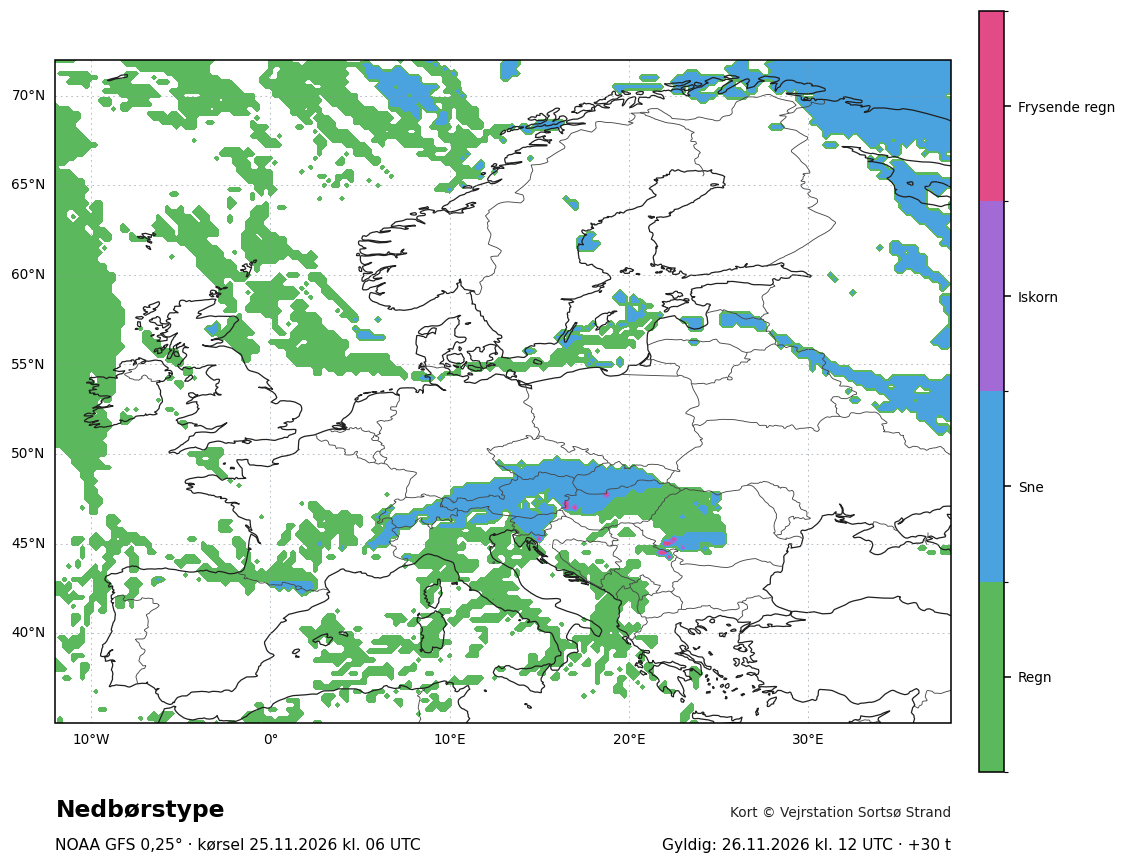 70°N
65°N
60°N
55°N
50°N
45°N
40°N
10°W 0° 10°E 20°E 30°E
Frysende regn
Iskorn
Sne
Regn
Nedbørstype
Kort © Vejrstation Sortsø Strand
NOAA GFS 0,25° · kørsel 25.11.2026 kl. 06 UTC
Gyldig: 26.11.2026 kl. 12 UTC · +30 t